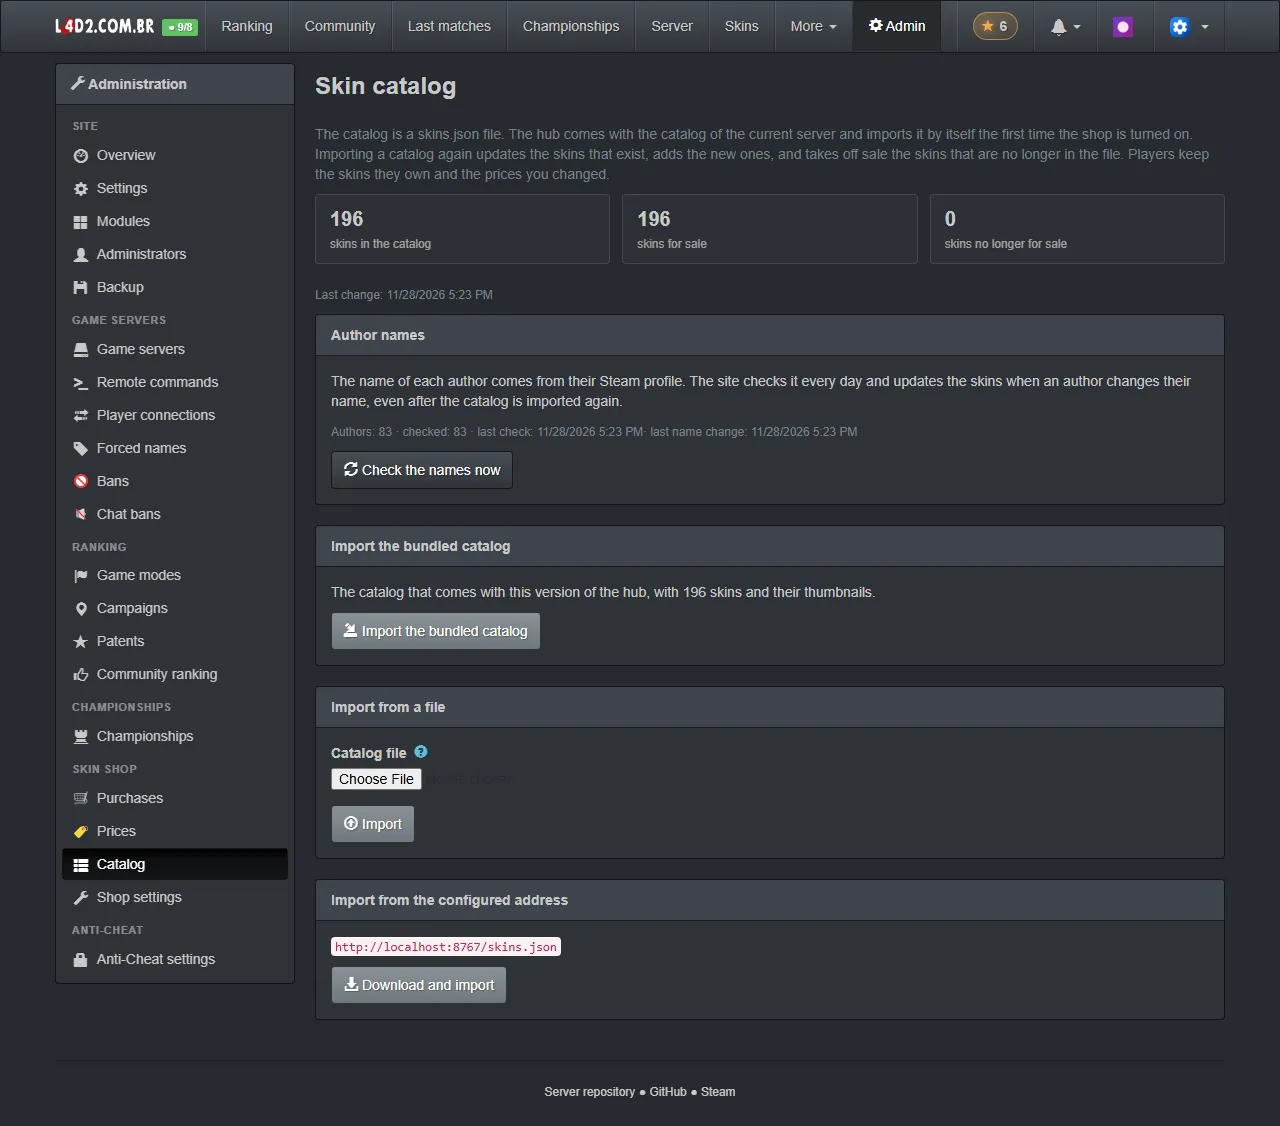 L4D2.COM.BR
9/8
Ranking
Community
Last matches
Championships
Server
Skins
More
Admin
6
Administration
SITE
Overview
Settings
Modules
Administrators
Backup
GAME SERVERS
Game servers
Remote commands
Player connections
Forced names
Bans
Chat bans
RANKING
Game modes
Campaigns
Patents
Community ranking
CHAMPIONSHIPS
Championships
SKIN SHOP
Purchases
Prices
Catalog
Shop settings
ANTI-CHEAT
Anti-Cheat settings
Skin catalog
The catalog is a skins.json file. The hub comes with the catalog of the current server and imports it by itself the first time the shop is turned on.
Importing a catalog again updates the skins that exist, adds the new ones, and takes off sale the skins that are no longer in the file. Players keep
the skins they own and the prices you changed.
196
skins in the catalog
196
skins for sale
0
skins no longer for sale
Last change: 11/28/2026 5:23 PM
Author names
The name of each author comes from their Steam profile. The site checks it every day and updates the skins when an author changes their
name, even after the catalog is imported again.
Authors: 83 · checked: 83 · last check: 11/28/2026 5:23 PM· last name change: 11/28/2026 5:23 PM
Check the names now
Import the bundled catalog
The catalog that comes with this version of the hub, with 196 skins and their thumbnails.
Import the bundled catalog
Import from a file
Catalog file ?
Choose File
Import
Import from the configured address
http://localhost:8767/skins.json
Download and import
Server repository ● GitHub ● Steam